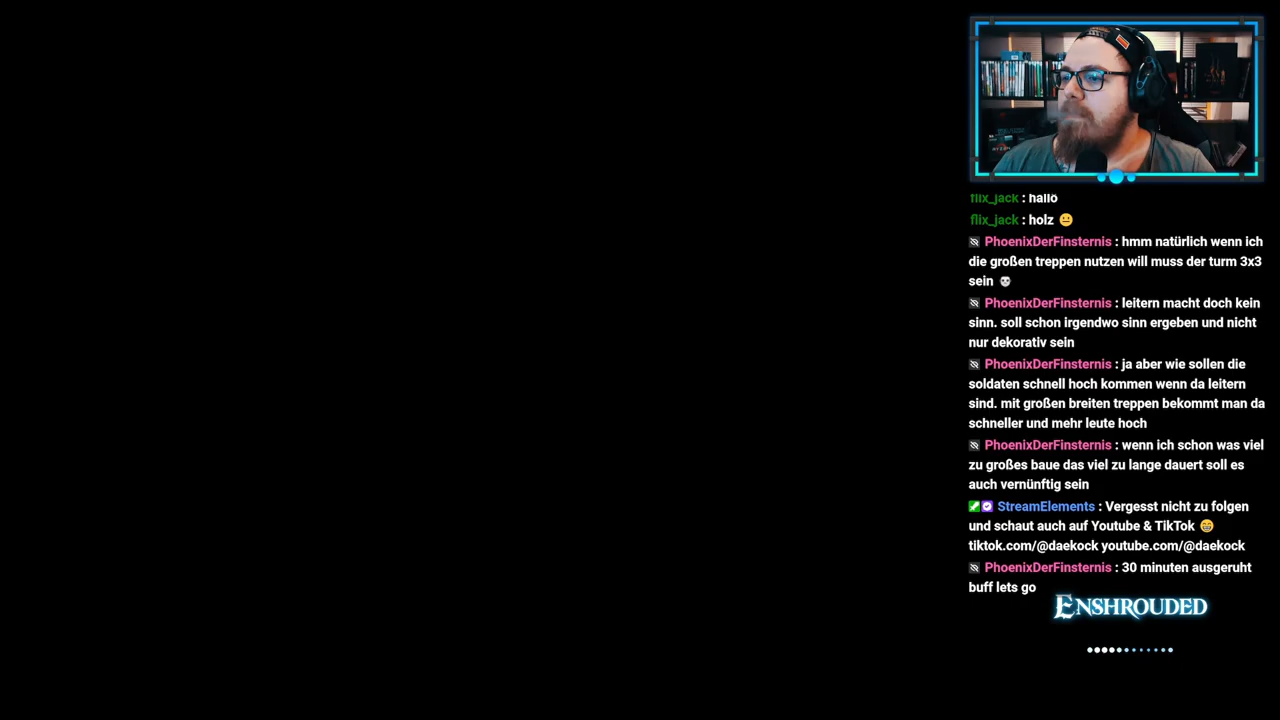 flix_jack : hallo
flix_jack : holz 😐
PhoenixDerFinsternis : hmm natürlich wenn ich
die großen treppen nutzen will muss der turm 3x3
sein 💀
PhoenixDerFinsternis : leitern macht doch kein
sinn. soll schon irgendwo sinn ergeben und nicht
nur dekorativ sein
PhoenixDerFinsternis : ja aber wie sollen die
soldaten schnell hoch kommen wenn da leitern
sind. mit großen breiten treppen bekommt man da
schneller und mehr leute hoch
PhoenixDerFinsternis : wenn ich schon was viel
zu großes baue das viel zu lange dauert soll es
auch vernünftig sein
StreamElements : Vergesst nicht zu folgen
und schaut auch auf Youtube & TikTok 😁
tiktok.com/@daekock youtube.com/@daekock
PhoenixDerFinsternis : 30 minuten ausgeruht
buff lets go
ENSHROUDED